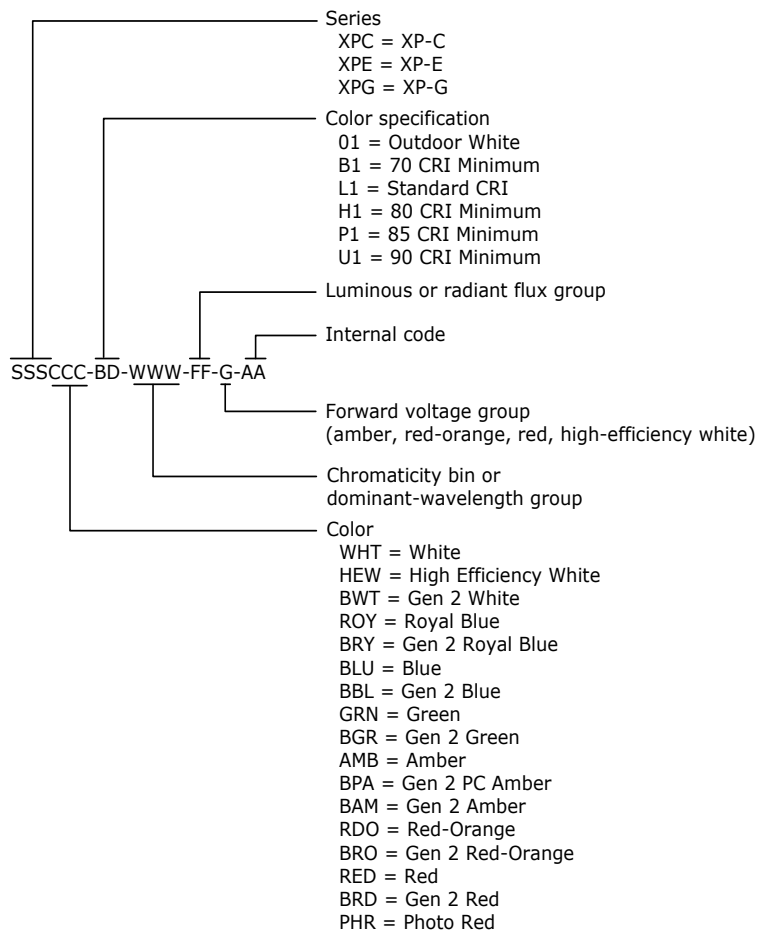 Series
XPC = XP-C
XPE = XP-E
XPG = XP-G
Color specification
01 = Outdoor White
B1 = 70 CRI Minimum
L1 = Standard CRI
H1 = 80 CRI Minimum
P1 = 85 CRI Minimum
U1 = 90 CRI Minimum
Luminous or radiant flux group
Internal code
SSSCCC-BD-WWW-FF-G-AA
Forward voltage group
(amber, red-orange, red, high-efficiency white)
Chromaticity bin or
dominant-wavelength group
Color
WHT = White
HEW = High Efficiency White
BWT = Gen 2 White
ROY = Royal Blue
BRY = Gen 2 Royal Blue
BLU = Blue
BBL = Gen 2 Blue
GRN = Green
BGR = Gen 2 Green
AMB = Amber
BPA = Gen 2 PC Amber
BAM = Gen 2 Amber
RDO = Red-Orange
BRO = Gen 2 Red-Orange
RED = Red
BRD = Gen 2 Red
PHR = Photo Red